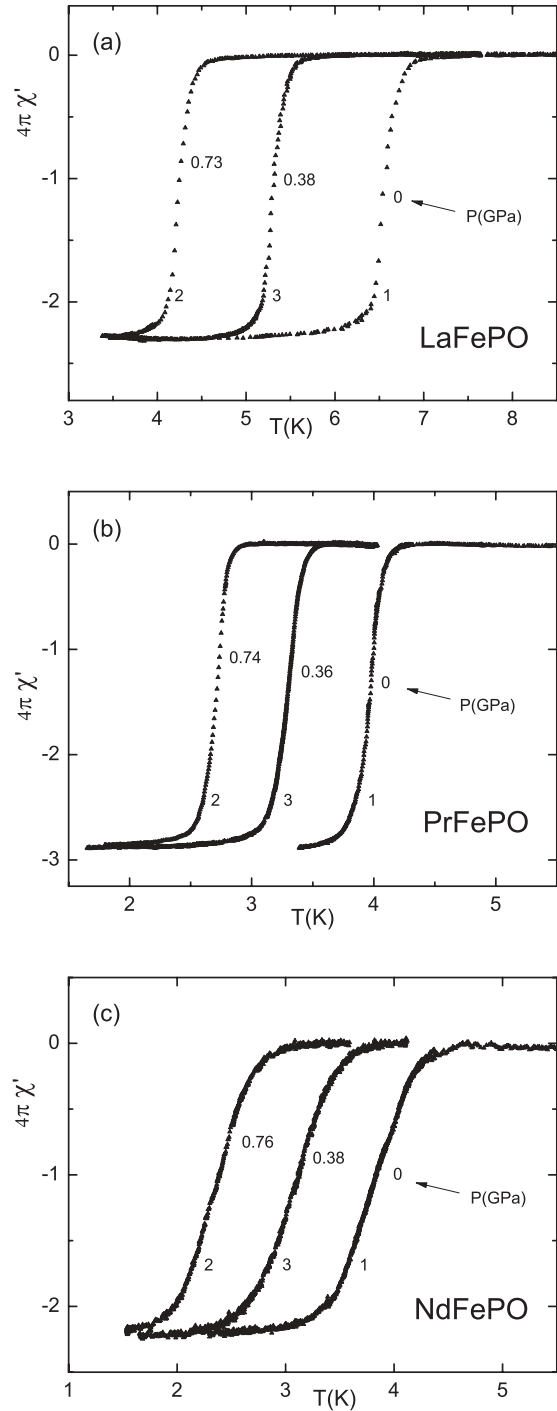 (a)
0
-1
-2
4π χ'
0.73
0.38
0
P(GPa)
2
3
1
LaFePO
3 4 5 6 7 8
T(K)
(b)
0
-1
-2
-3
4π χ'
0.74
0.36
0
P(GPa)
2
3
1
PrFePO
2 3 4 5
T(K)
(c)
0
-1
-2
4π χ'
0.76
0.38
0
P(GPa)
2
3
1
NdFePO
1 2 3 4 5
T(K)